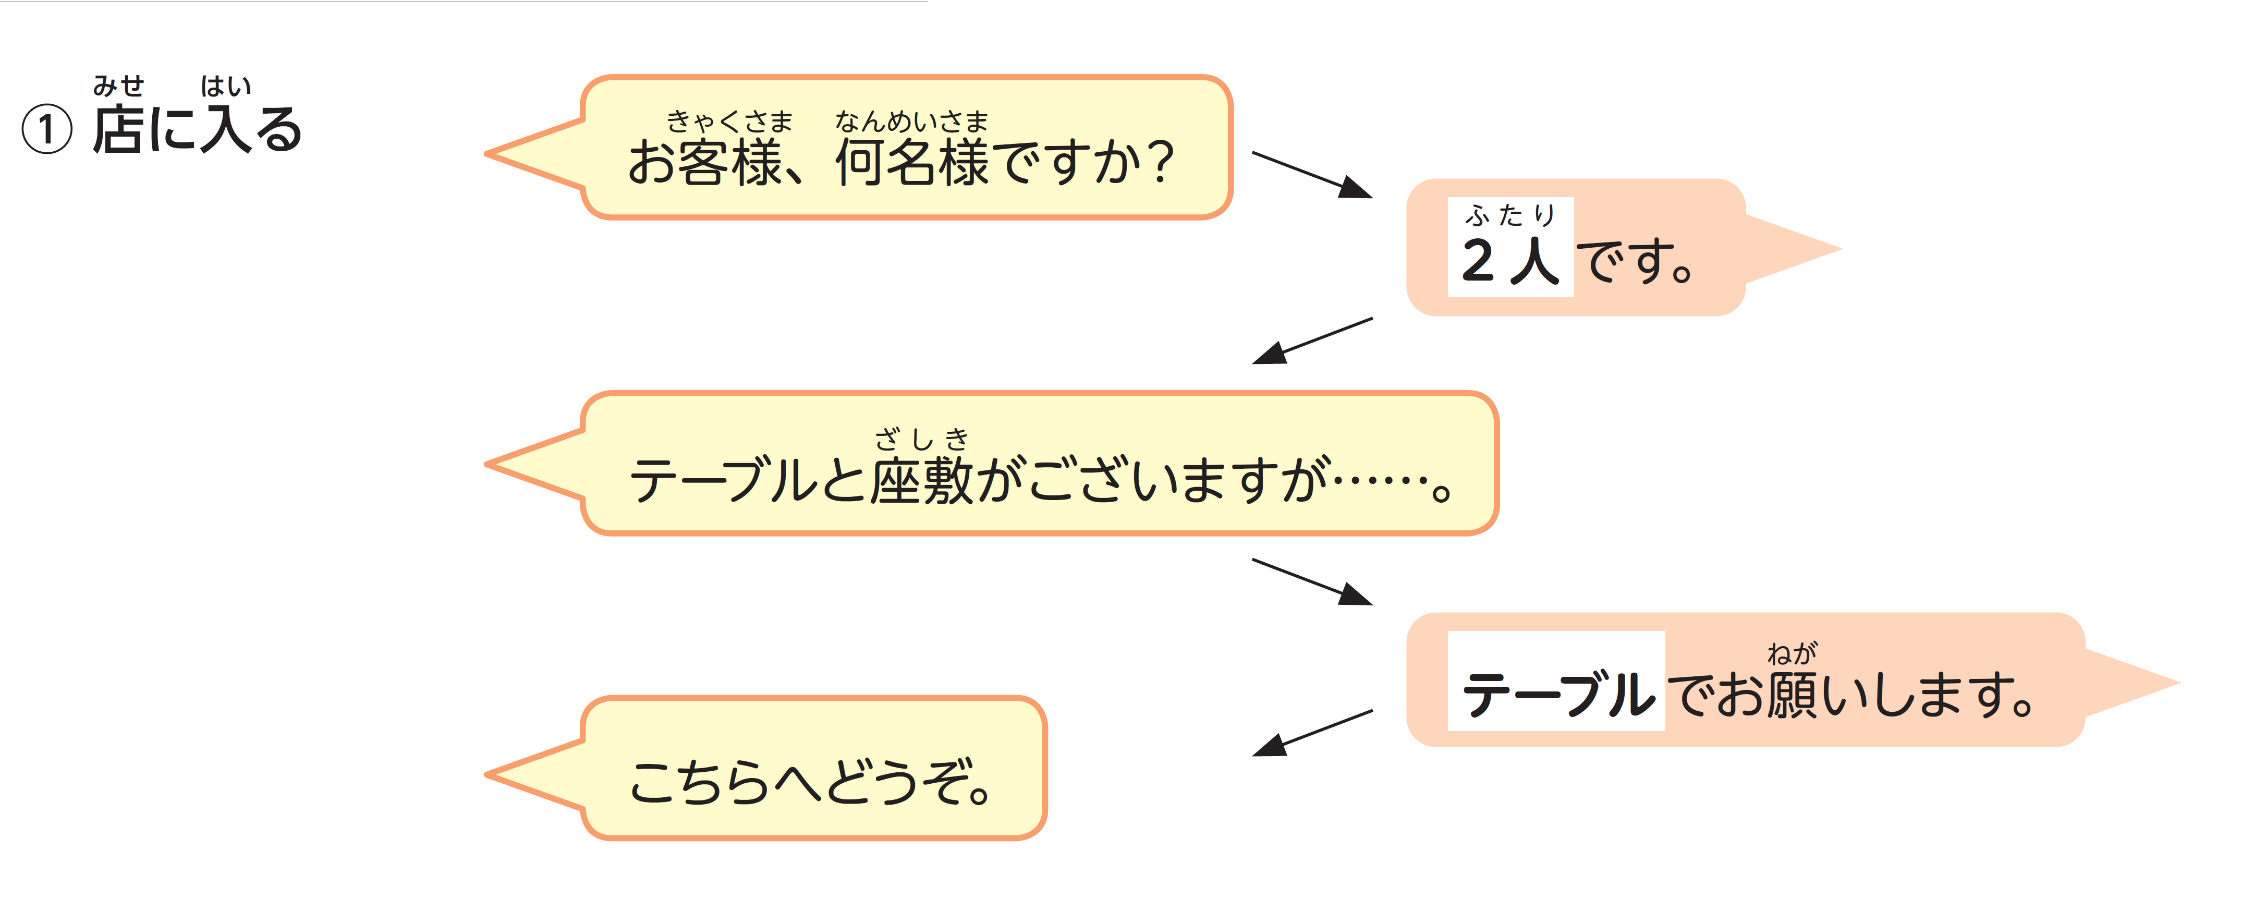 ① 店に入る
みせ はい
きゃくさま なんめいさま
お客様、何名様ですか？
ふたり
2人です。
ざしき
テーブルと座敷がございますが……。
ねが
テーブルでお願いします。
こちらへどうぞ。